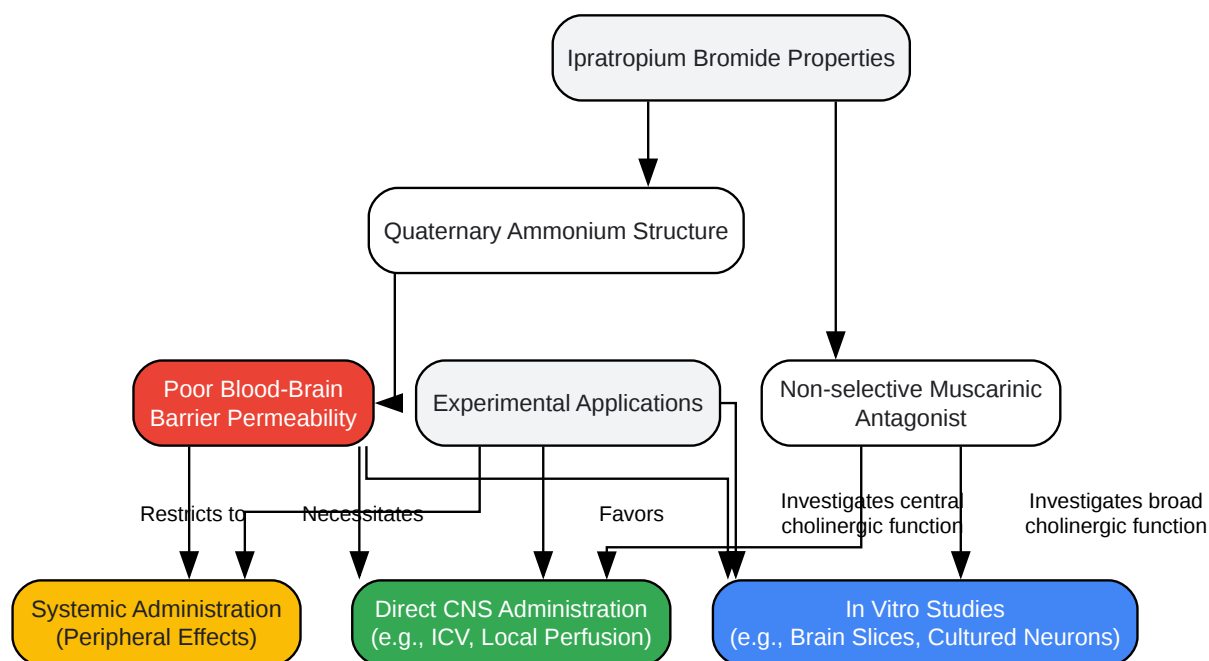 Ipratropium Bromide Properties
Quaternary Ammonium Structure
Poor Blood-Brain
Barrier Permeability
Experimental Applications
Non-selective Muscarinic
Antagonist
Restricts to
Necessitates
Favors
Investigates central
cholinergic function
Investigates broad
cholinergic function
Systemic Administration
(Peripheral Effects)
Direct CNS Administration
(e.g., ICV, Local Perfusion)
In Vitro Studies
(e.g., Brain Slices, Cultured Neurons)